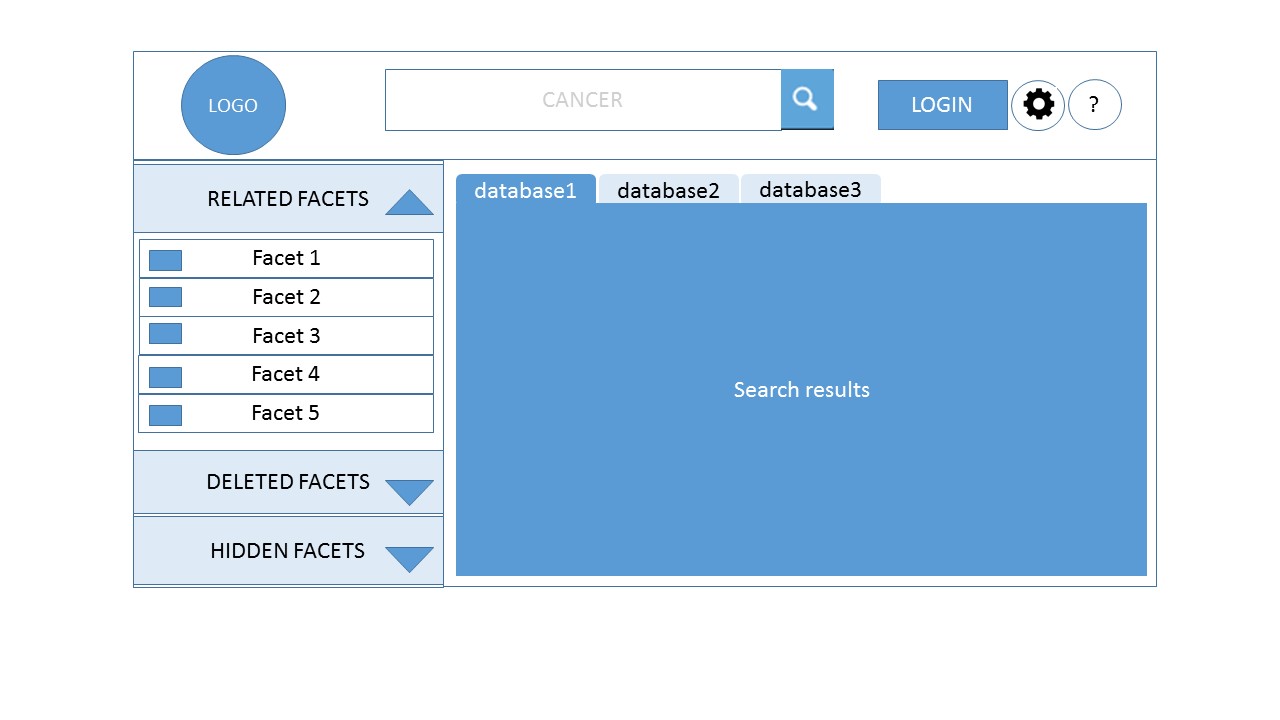 LOGO
CANCER
LOGIN
?
RELATED FACETS
Facet 1
Facet 2
Facet 3
Facet 4
Facet 5
DELETED FACETS
HIDDEN FACETS
database1
database2
database3
Search results